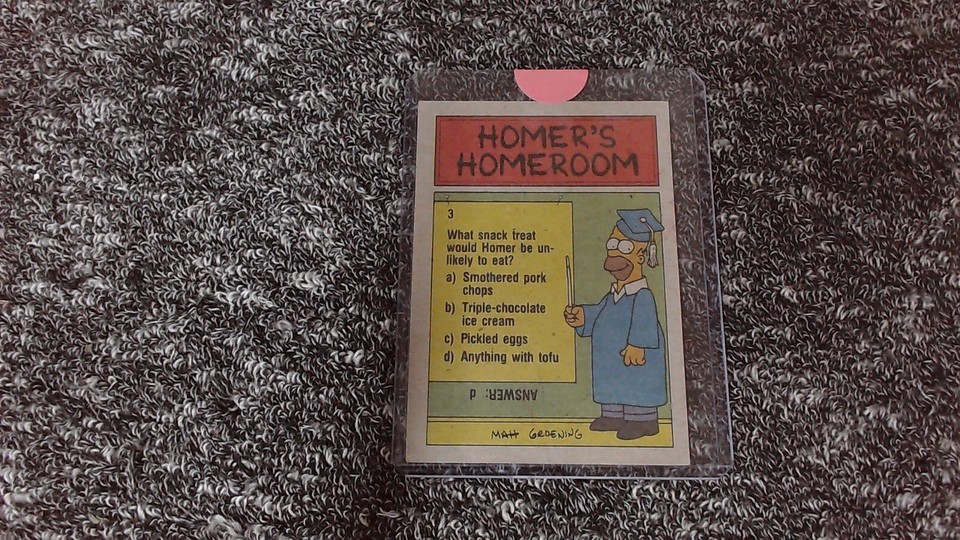 HOMER'S
HOMEROOM
3
What snack treat
would Homer be un-
likely to eat?
a) Smothered pork
chops
b) Triple-chocolate
ice cream
c) Pickled eggs
d) Anything with tofu
ANSWER: d
MATT GROENING